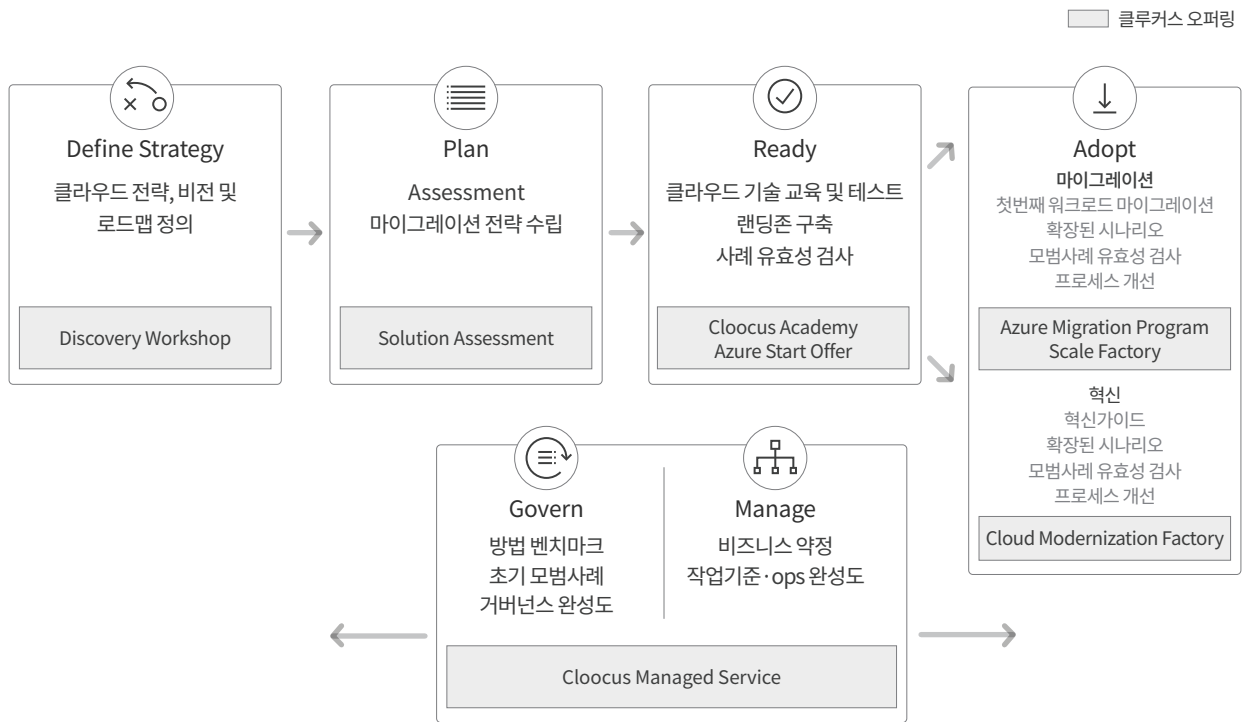 클루커스 오퍼링
Define Strategy
클라우드 전략, 비전 및
로드맵 정의
Discovery Workshop
Plan
Assessment
마이그레이션 전략 수립
Solution Assessment
Ready
클라우드 기술 교육 및 테스트
랜딩존 구축
사례 유효성 검사
Cloocus Academy
Azure Start Offer
Adopt
마이그레이션
첫번째 워크로드 마이그레이션
확장된 시나리오
모범사례 유효성 검사
프로세스 개선
Azure Migration Program
Scale Factory
혁신
혁신가이드
확장된 시나리오
모범사레 유효성 검사
프로세스 개선
Cloud Modernization Factory
Govern
방법 벤치마크
초기 모범사례
거버넌스 완성도
Manage
비즈니스 약정
작업기준·ops 완성도
Cloocus Managed Service